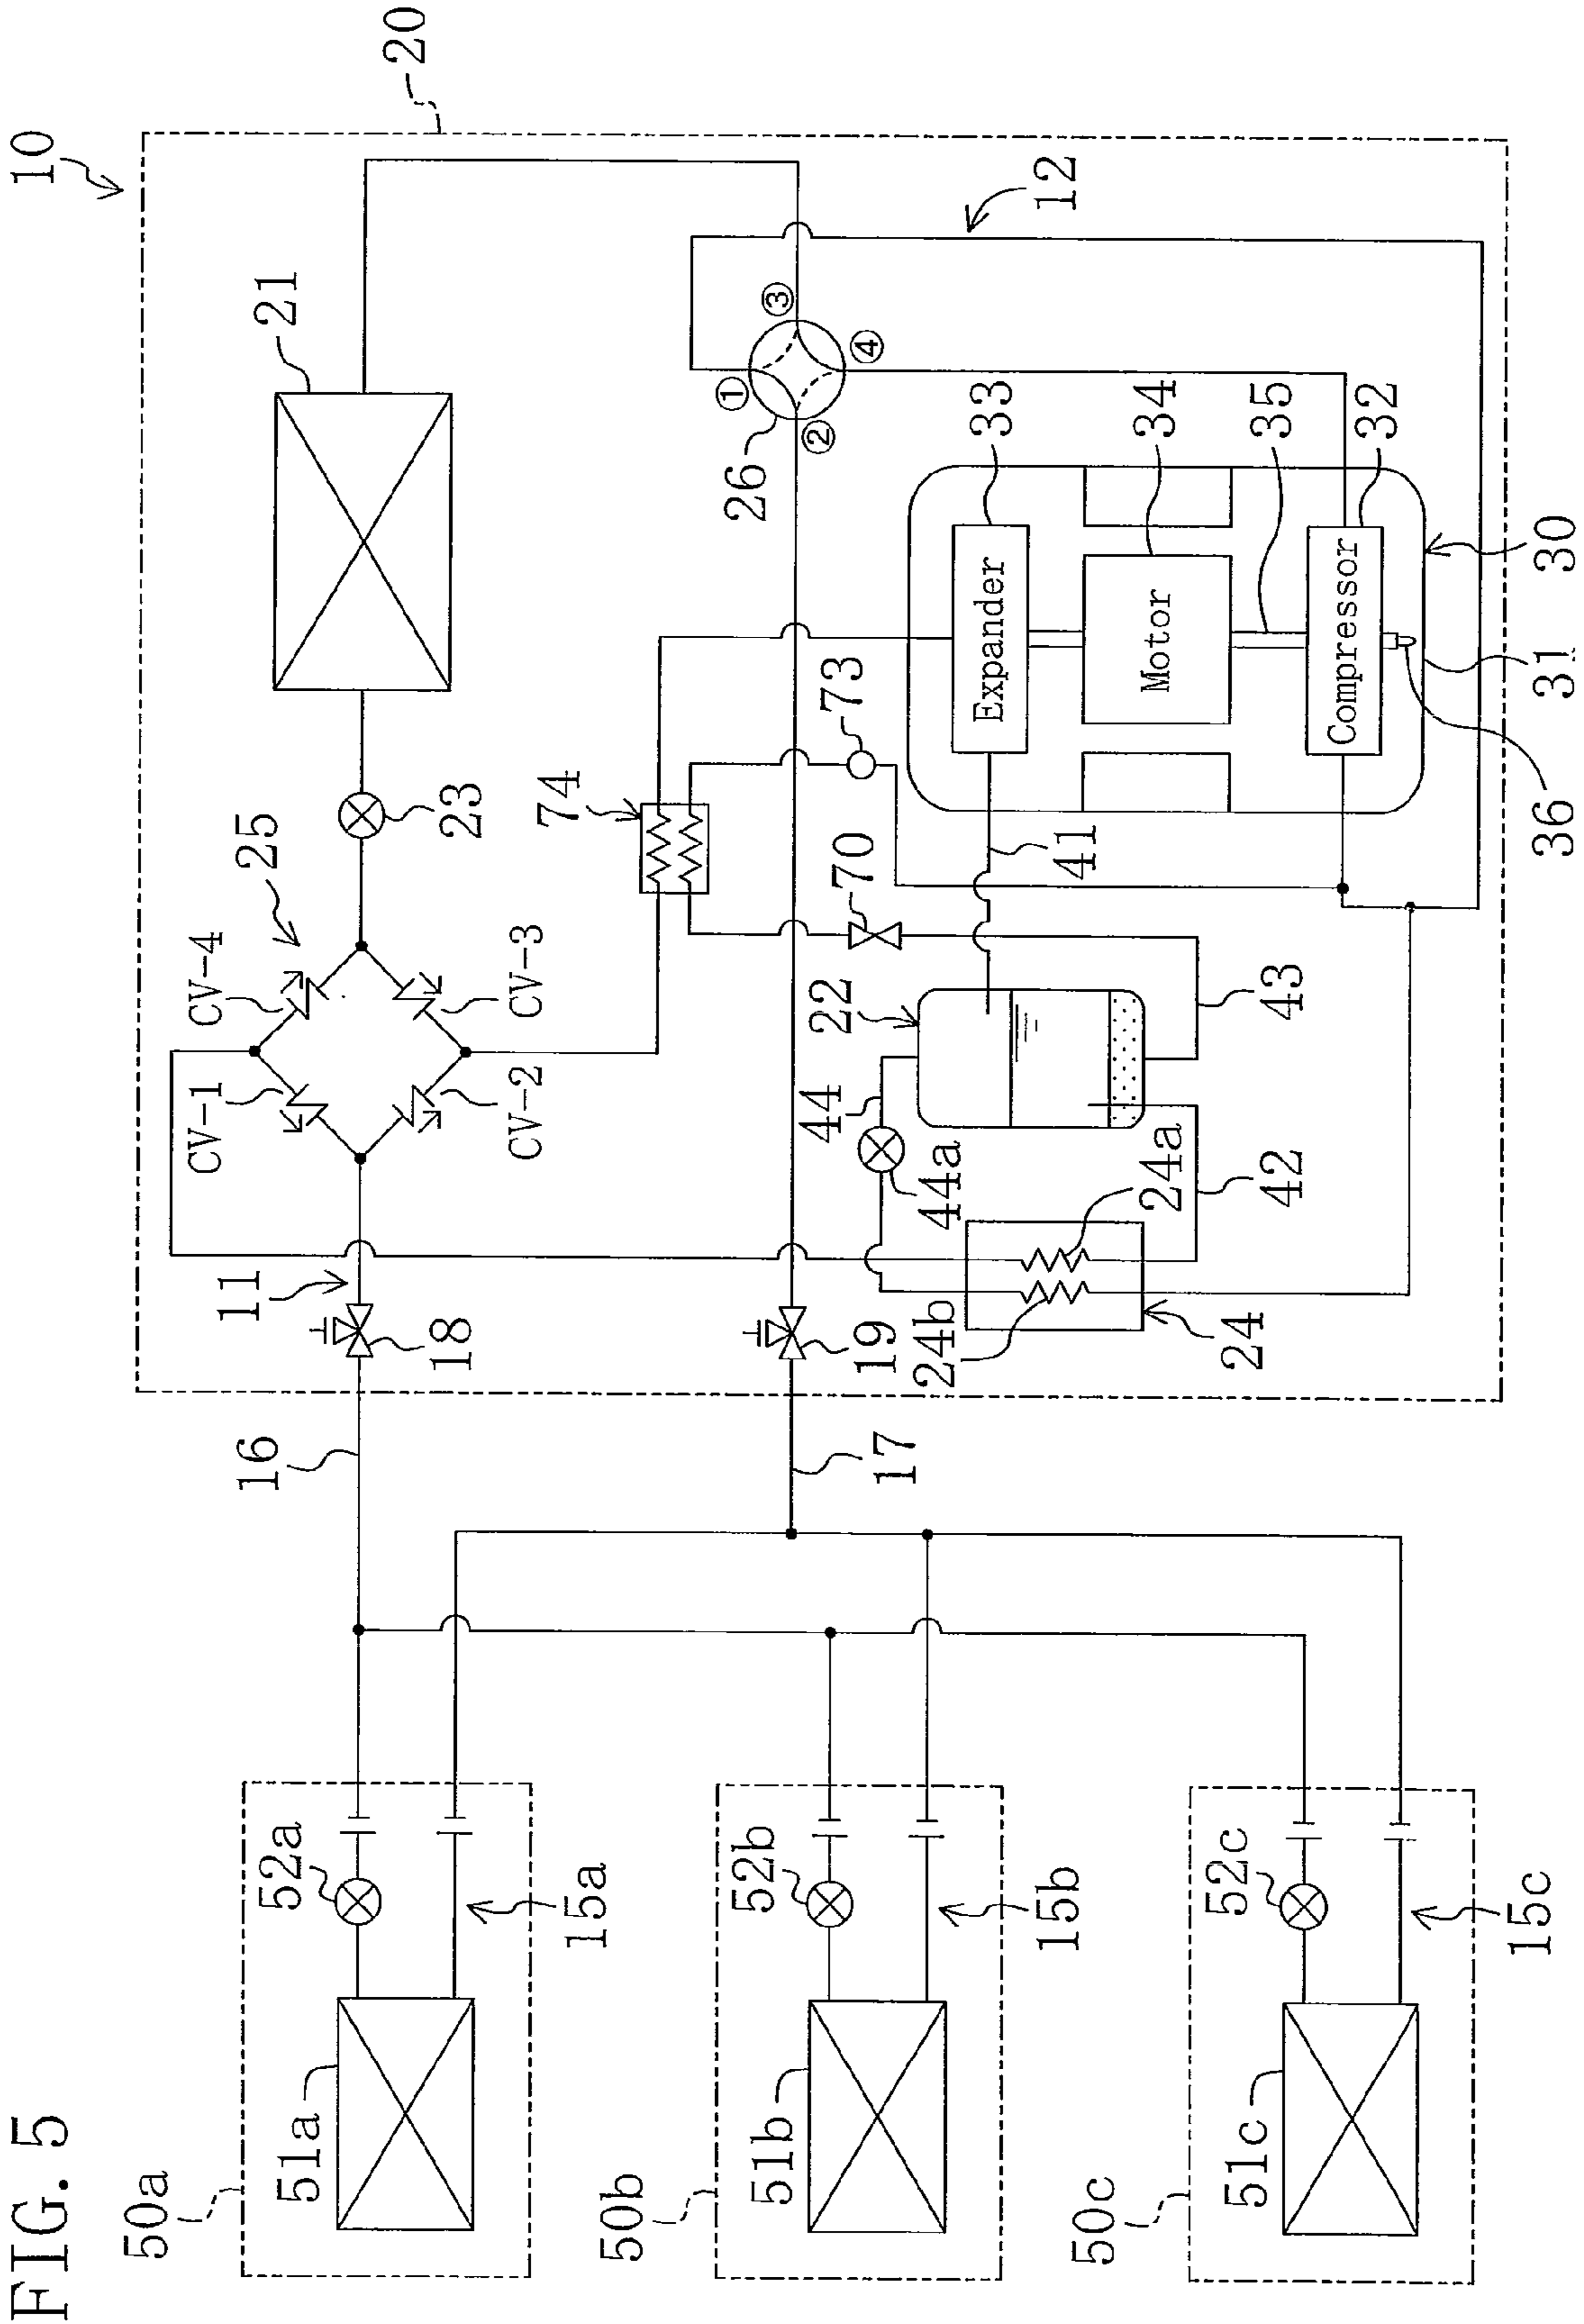 FIG. 5
10
20
21
23
25
CV-4
CV-3
CV-1
CV-2
11
18
16
12
①
②
③
④
26
74
73
70
33
34
35
32
30
31
36
Expander
Motor
Compressor
41
22
43
44
44a
42
24a
24b
24
19
17
50a
51a
52a
15a
50b
51b
52b
15b
50c
51c
52c
15c